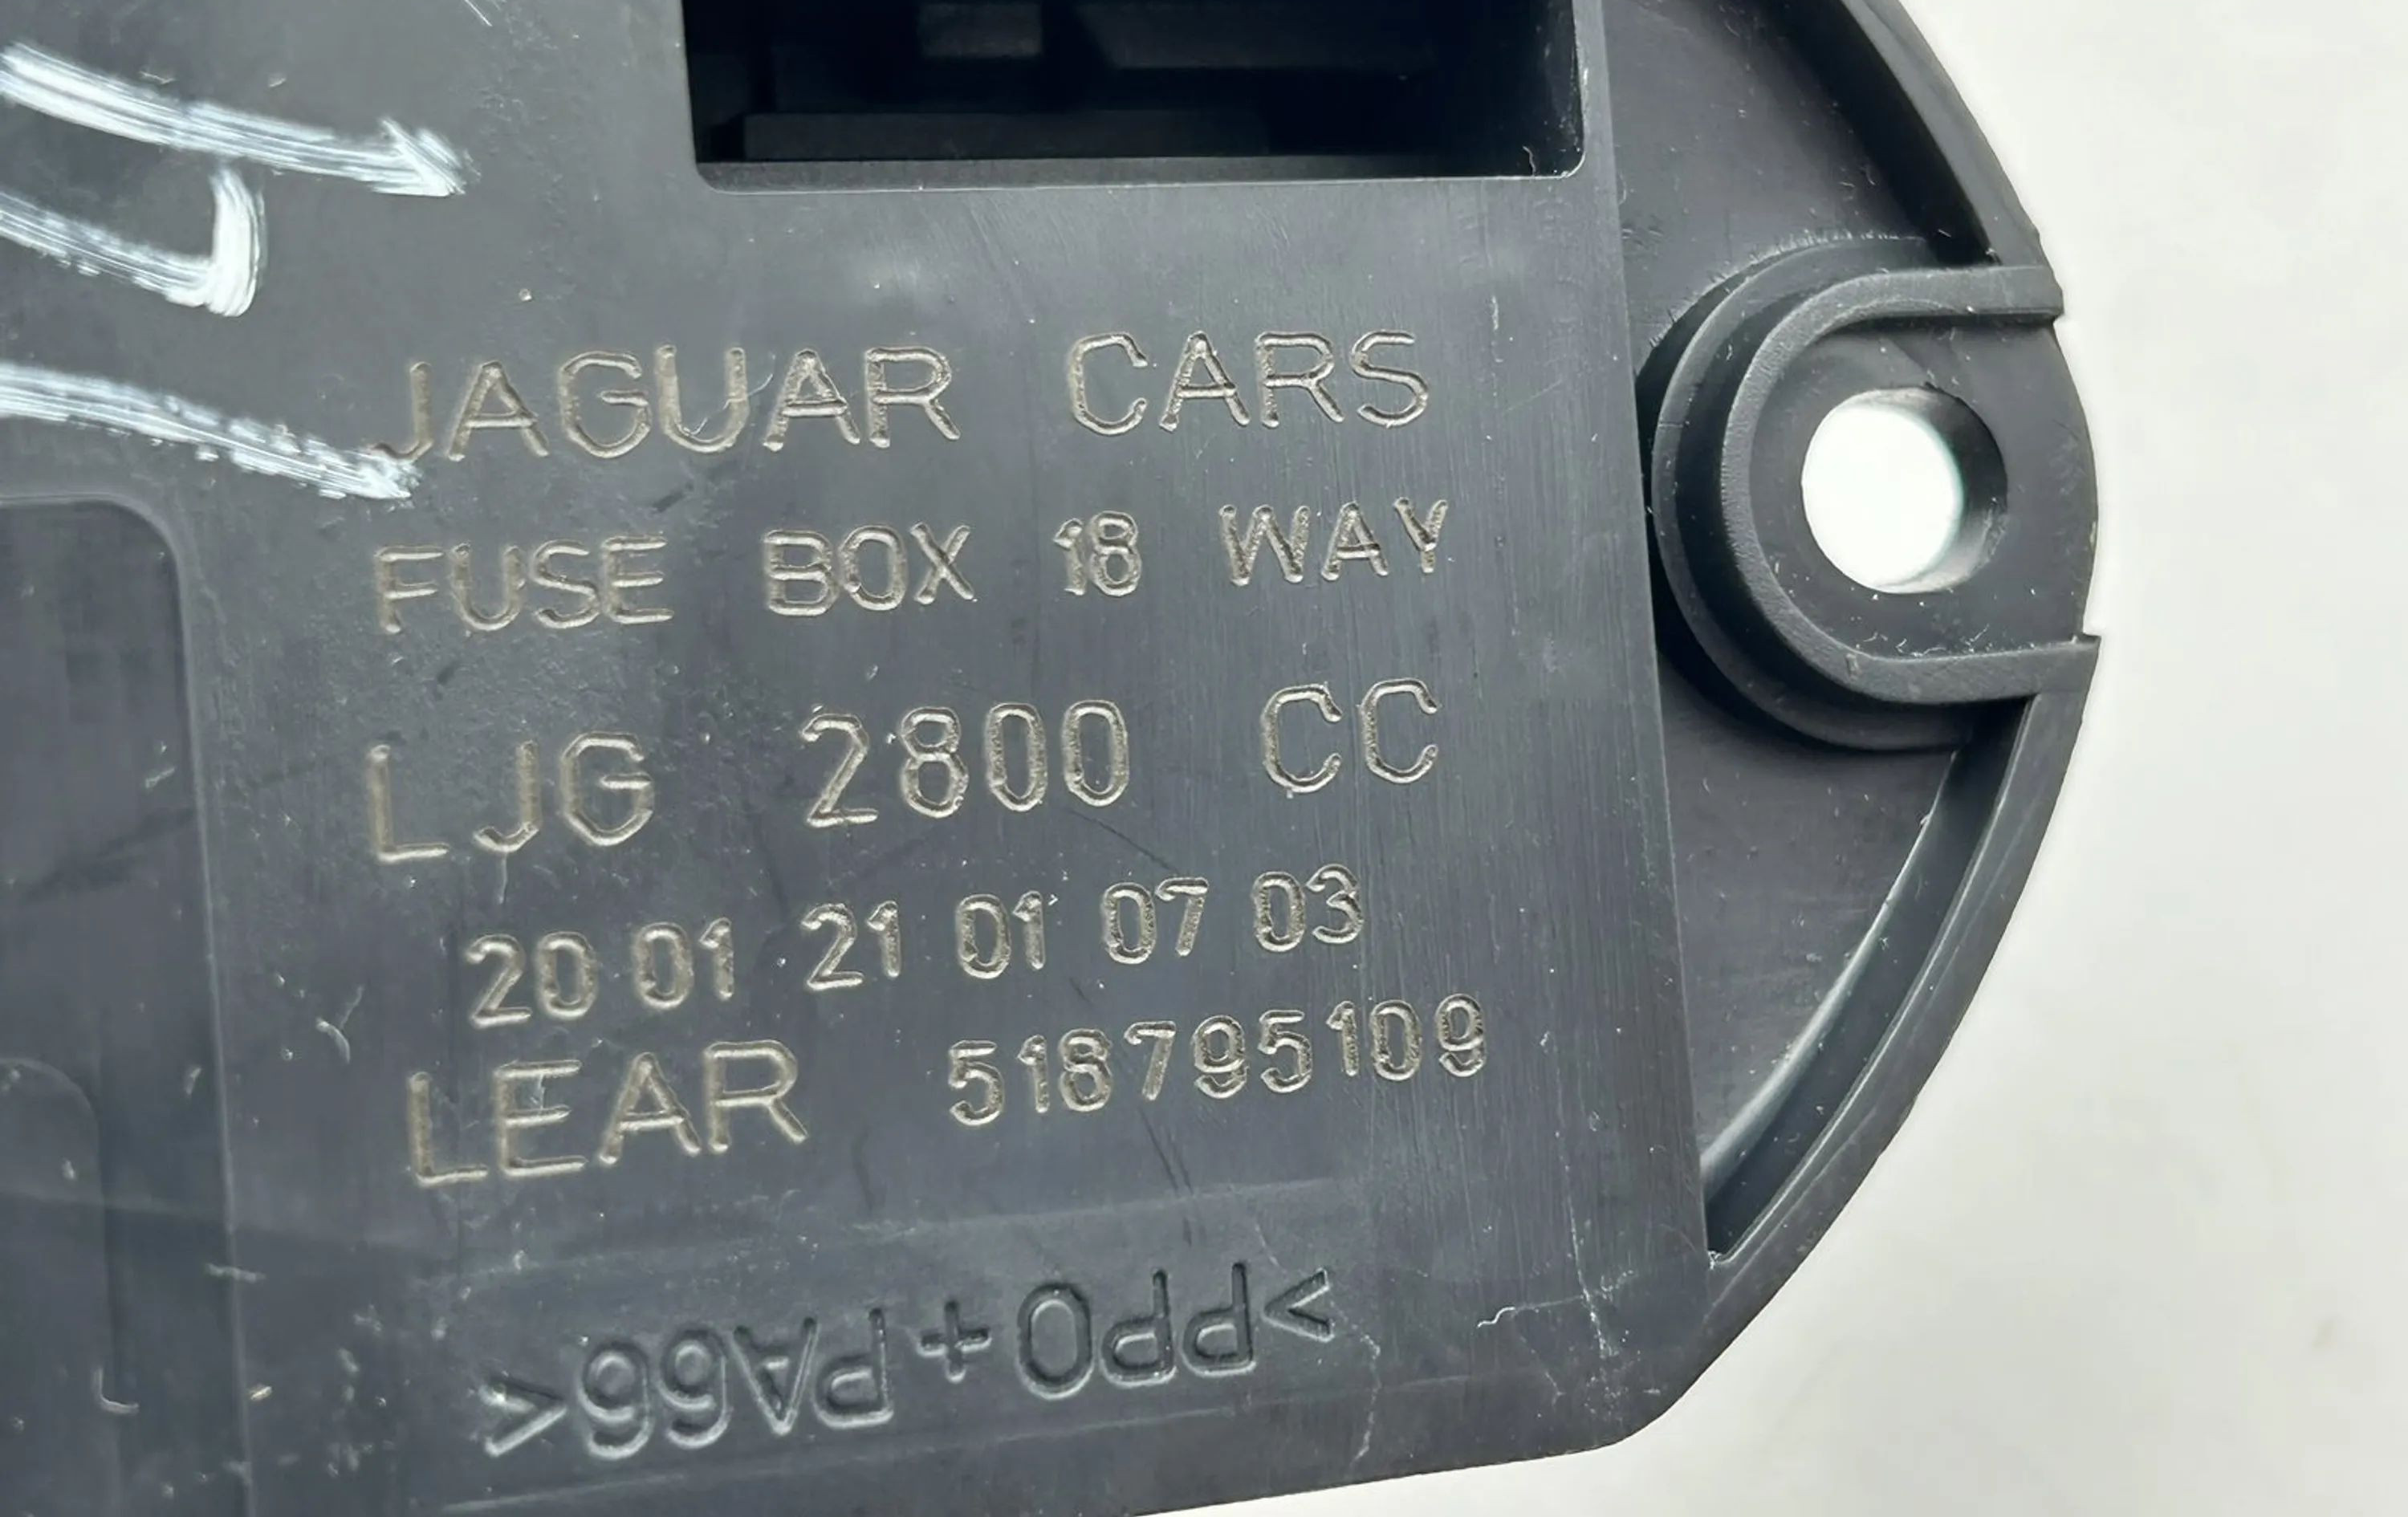 JAGUAR CARS
FUSE BOX 18 WAY
LJG 2800 CC
20 01 21 01 07 03
LEAR 518795109
>PPO+PA66<